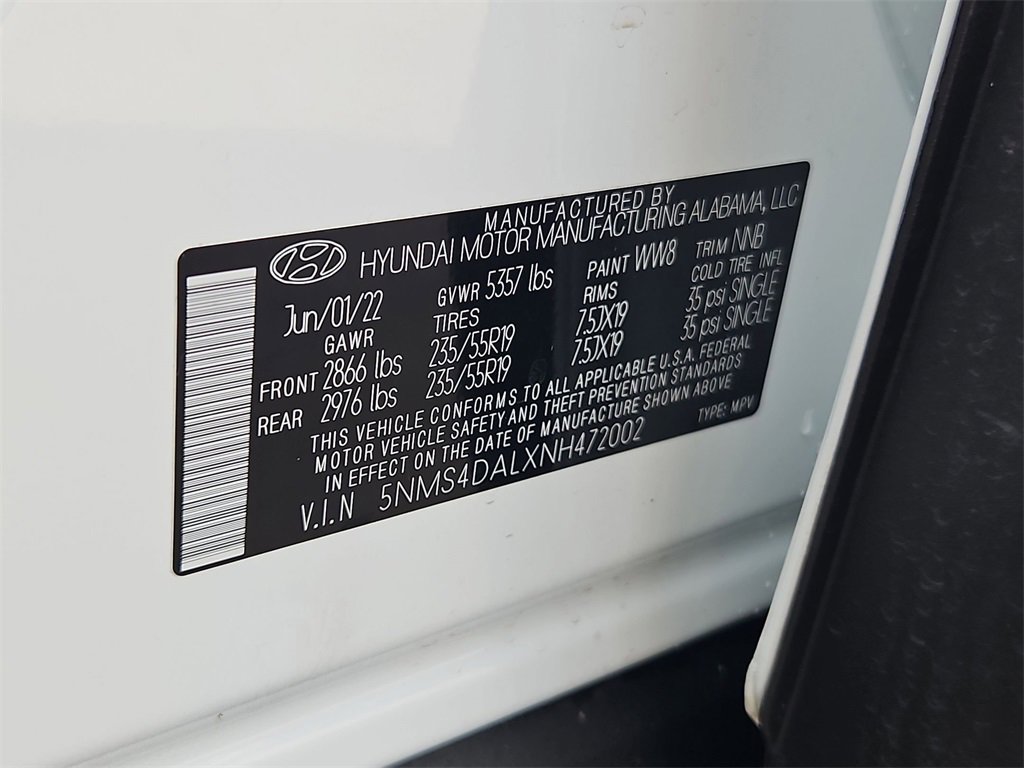 MANUFACTURED BY
HYUNDAI MOTOR MANUFACTURING ALABAMA, LLC
Jun/01/22 GVWR 5357 lbs PAINT WW8 TRIM NNB
GAWR TIRES RIMS COLD TIRE INFL
FRONT 2866 lbs 235/55R19 7.5JX19 35 psi SINGLE
REAR 2976 lbs 235/55R19 7.5JX19 35 psi SINGLE
THIS VEHICLE CONFORMS TO ALL APPLICABLE U.S.A. FEDERAL
MOTOR VEHICLE SAFETY AND THEFT PREVENTION STANDARDS
IN EFFECT ON THE DATE OF MANUFACTURE SHOWN ABOVE
V.I.N 5NMS4DALXNH472002 TYPE: MPV